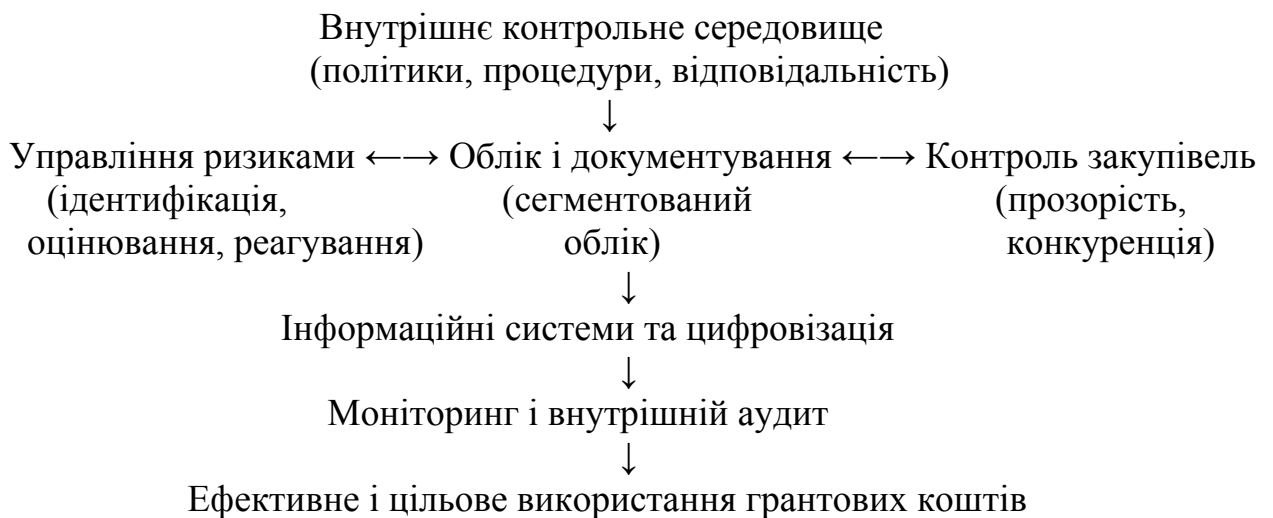 Внутрішнє контрольне середовище
(політики, процедури, відповідальність)
↓
Управління ризиками ←→ Облік і документування ←→ Контроль закупівель
(ідентифікація, (сегментований (прозорість,
оцінювання, реагування) облік) конкуренція)
↓
Інформаційні системи та цифровізація
↓
Моніторинг і внутрішній аудит
↓
Ефективне і цільове використання грантових коштів